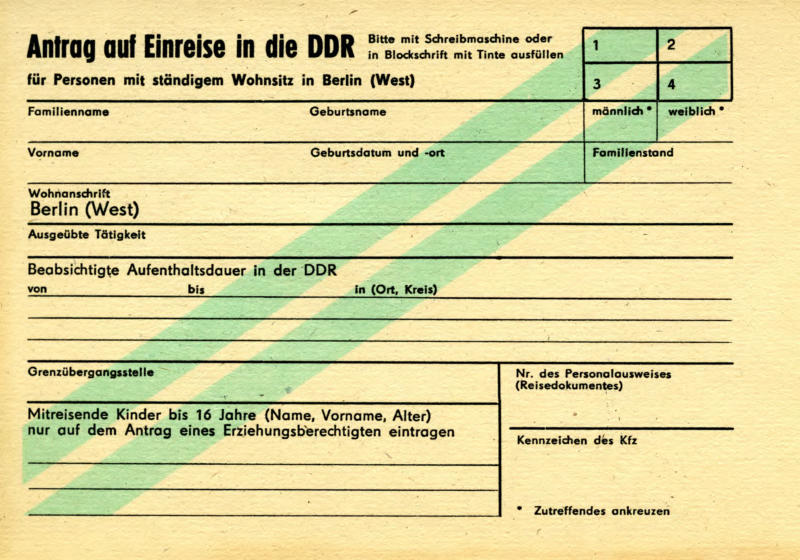 Antrag auf Einreise in die DDR
Bitte mit Schreibmaschine oder
in Blockschrift mit Tinte ausfüllen
für Personen mit ständigem Wohnsitz in Berlin (West)
1 2
3 4
Familienname Geburtsname männlich * weiblich *
Vorname Geburtsdatum und -ort Familienstand
Wohnanschrift
Berlin (West)
Ausgeübte Tätigkeit
Beabsichtigte Aufenthaltsdauer in der DDR
von bis in (Ort, Kreis)
Grenzübergangsstelle
Nr. des Personalausweises
(Reisedokumentes)
Mitreisende Kinder bis 16 Jahre (Name, Vorname, Alter)
nur auf dem Antrag eines Erziehungsberechtigten eintragen
Kennzeichen des Kfz
* Zutreffendes ankreuzen